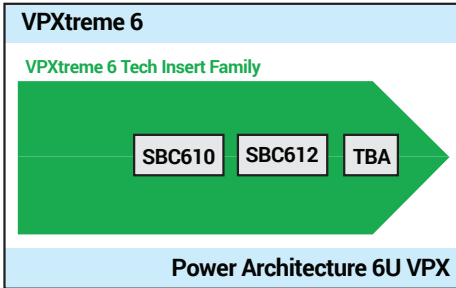 VPXtreme 6
VPXtreme 6 Tech Insert Family
SBC610 SBC612 TBA
Power Architecture 6U VPX